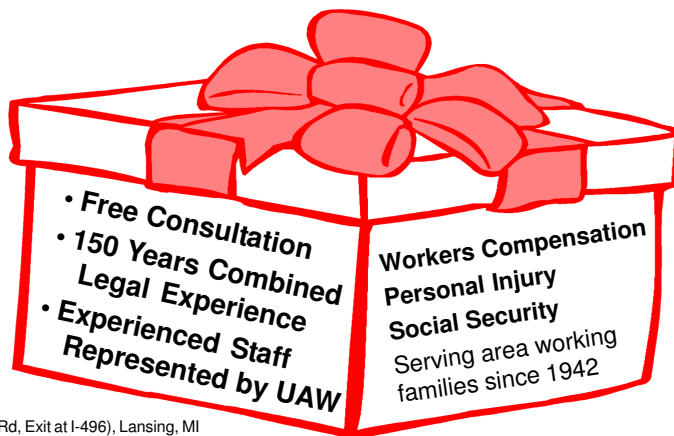 • Free Consultation
• 150 Years Combined
Legal Experience
• Experienced Staff
Represented by UAW
Workers Compensation
Personal Injury
Social Security
Serving area working
families since 1942
Rd, Exit at I-496), Lansing, MI